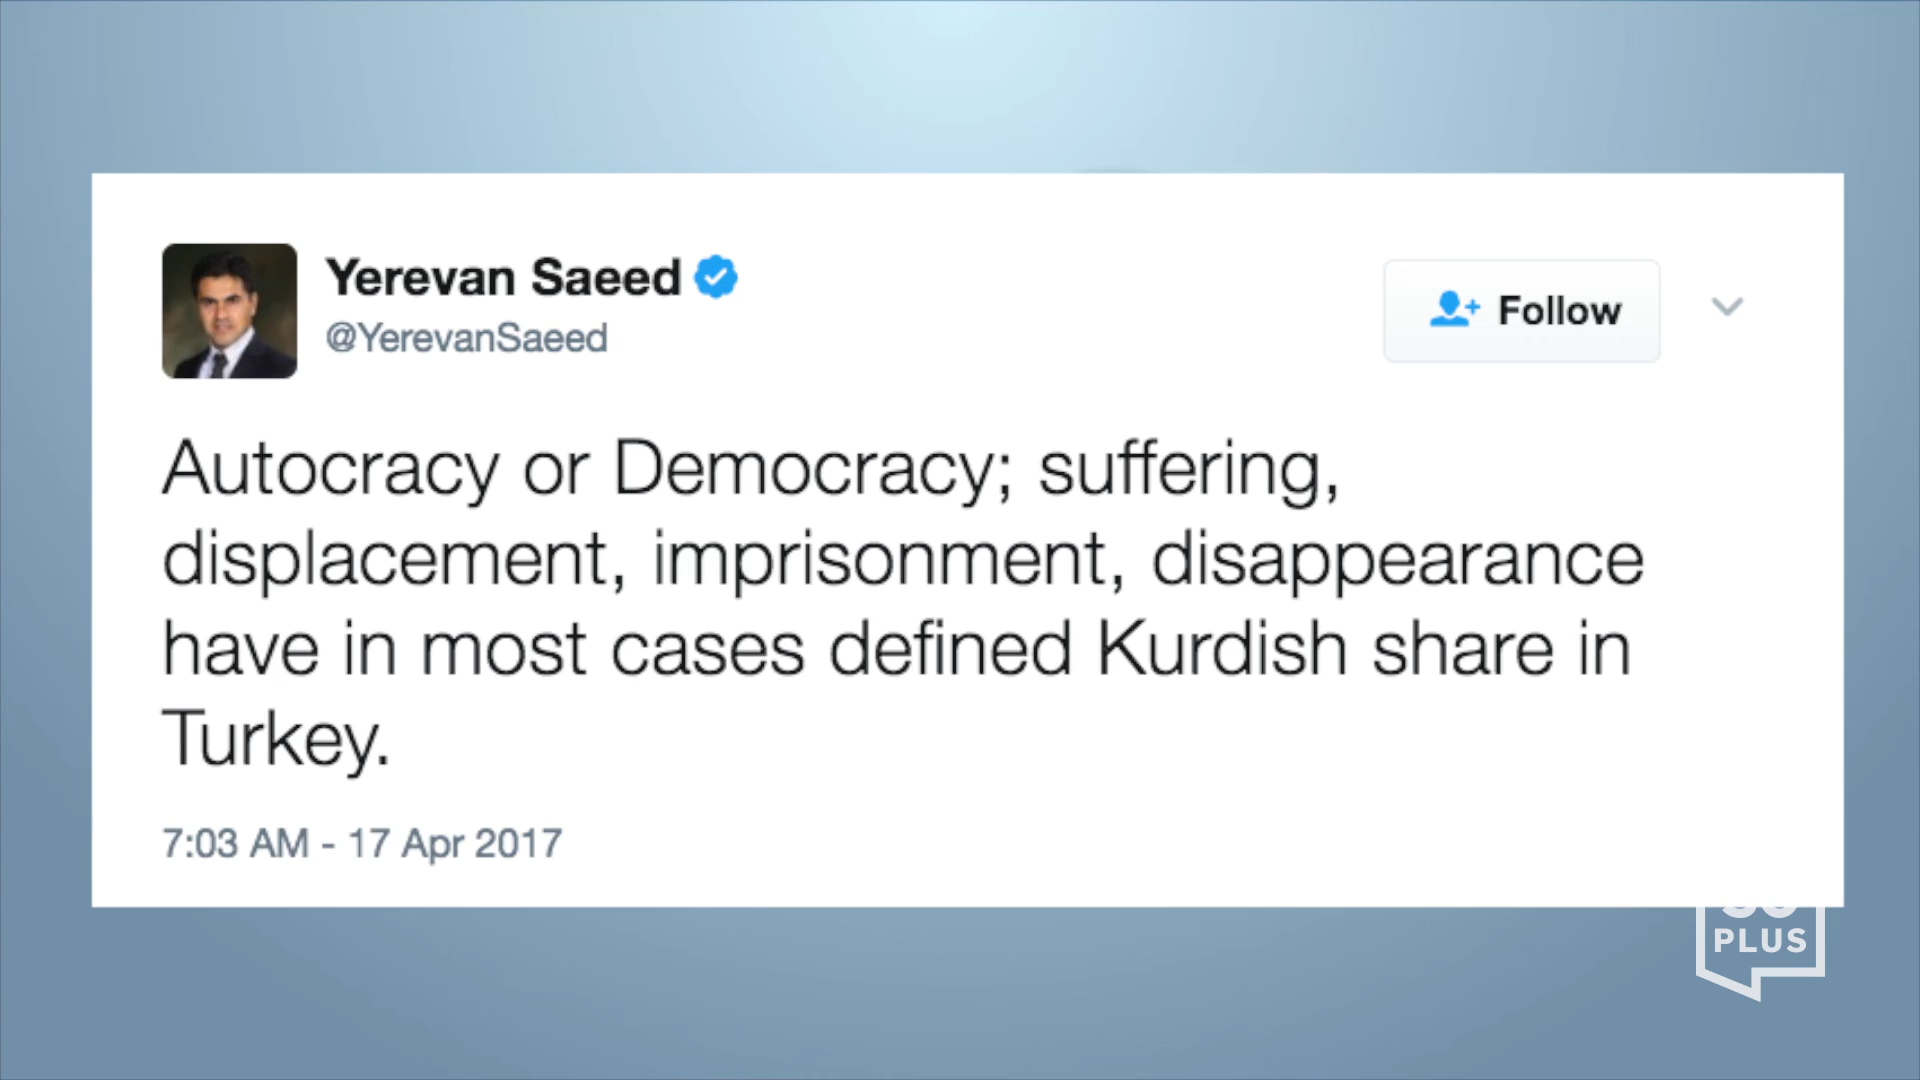 Yerevan Saeed
@YerevanSaeed
Follow
Autocracy or Democracy; suffering,
displacement, imprisonment, disappearance
have in most cases defined Kurdish share in
Turkey.
7:03 AM - 17 Apr 2017
PLUS